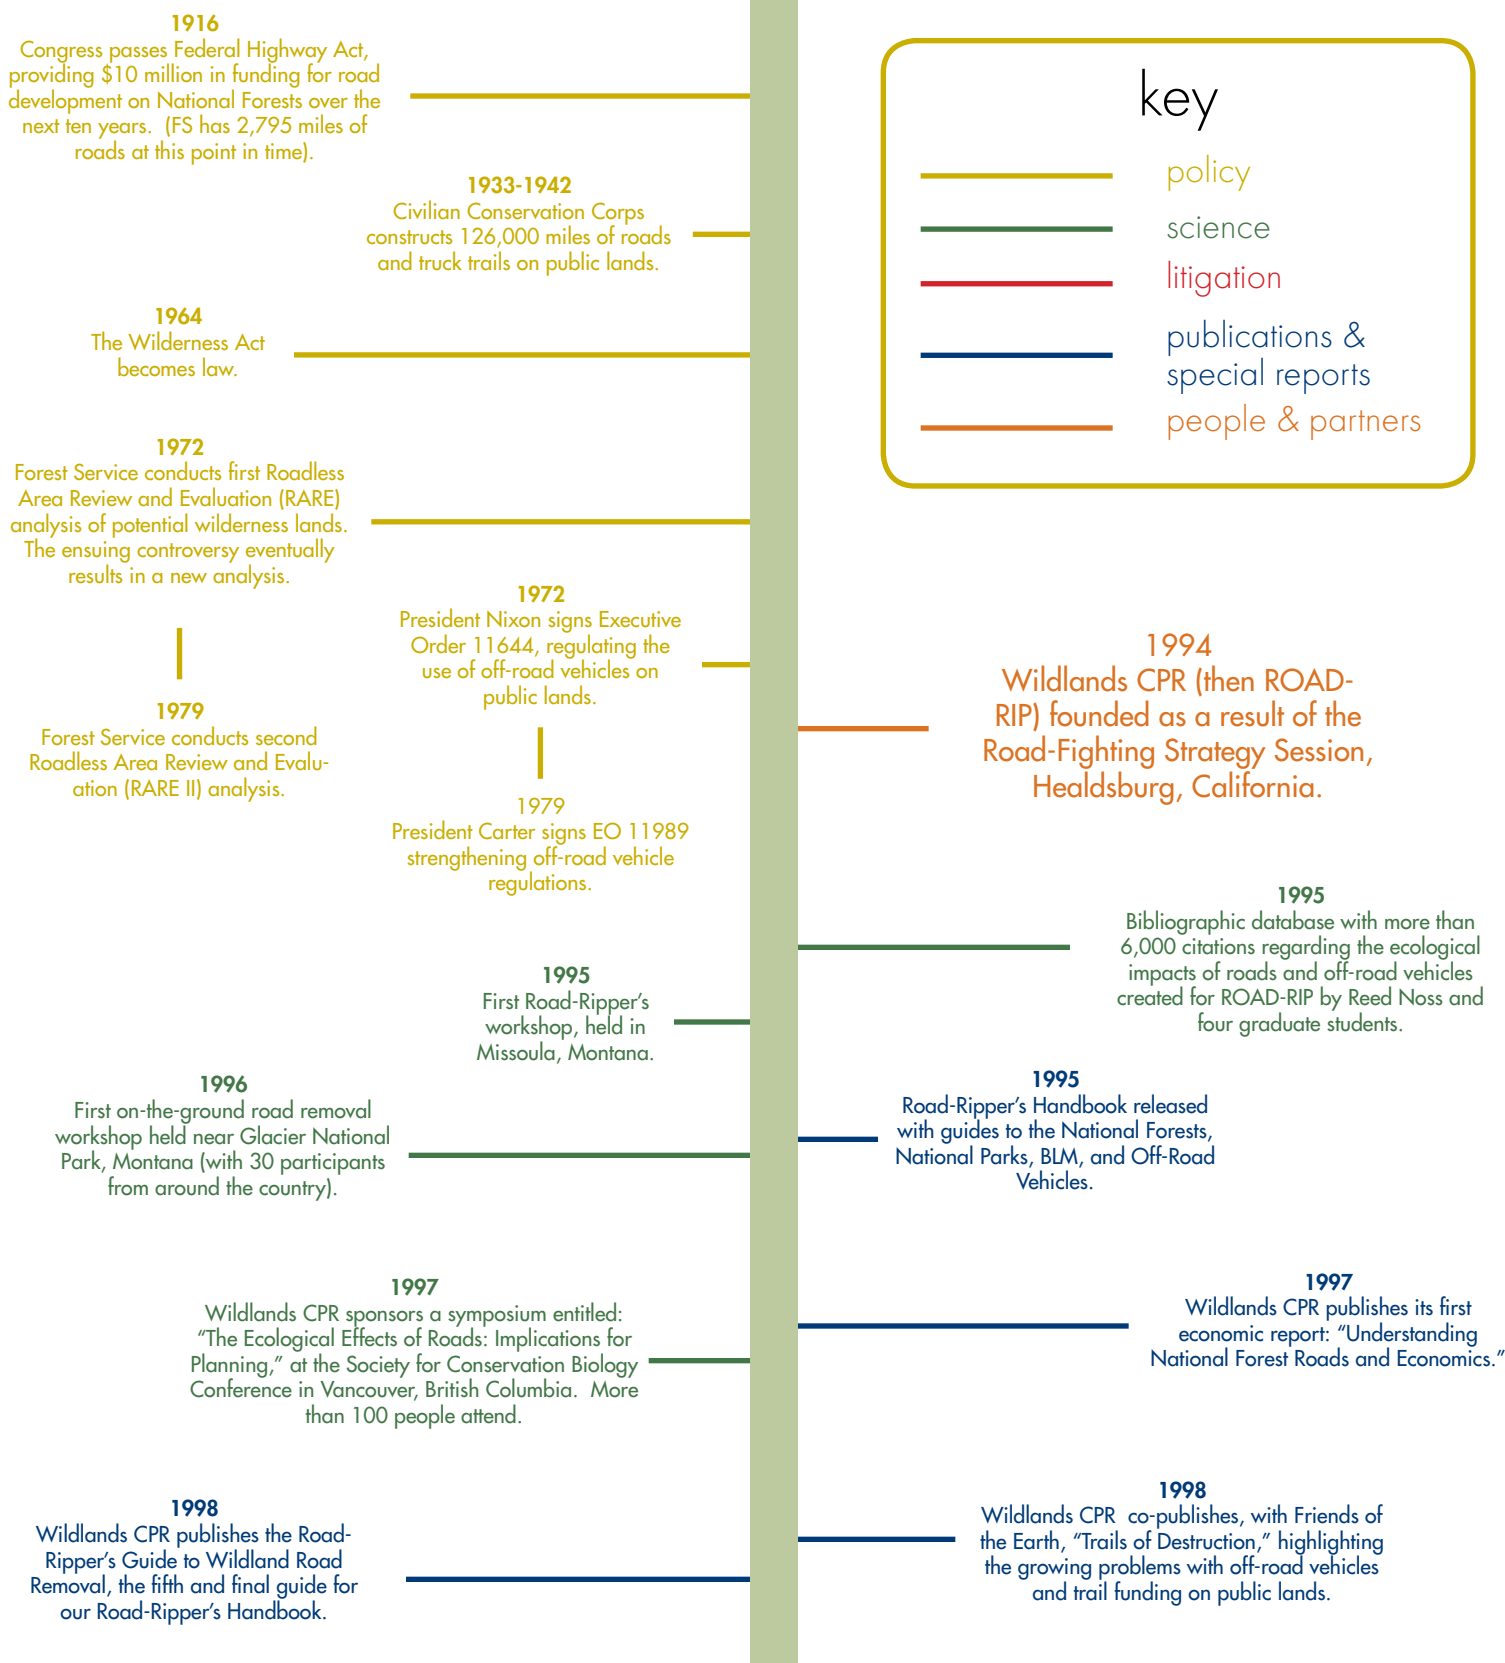 1916
Congress passes Federal Highway Act,
providing $10 million in funding for road
development on National Forests over the
next ten years.  (FS has 2,795 miles of
roads at this point in time).
1933-1942
Civilian Conservation Corps
constructs 126,000 miles of roads
and truck trails on public lands.
1964
The Wilderness Act
becomes law.
1972
Forest Service conducts first Roadless
Area Review and Evaluation (RARE)
analysis of potential wilderness lands.
The ensuing controversy eventually
results in a new analysis.
1979
Forest Service conducts second
Roadless Area Review and Evalu-
ation (RARE II) analysis.
1972
President Nixon signs Executive
Order 11644, regulating the
use of off-road vehicles on
public lands.
1979
President Carter signs EO 11989
strengthening off-road vehicle
regulations.
1995
First Road-Ripper's
workshop, held in
Missoula, Montana.
1996
First on-the-ground road removal
workshop held near Glacier National
Park, Montana (with 30 participants
from around the country).
1997
Wildlands CPR sponsors a symposium entitled:
"The Ecological Effects of Roads: Implications for
Planning," at the Society for Conservation Biology
Conference in Vancouver, British Columbia.  More
than 100 people attend.
1998
Wildlands CPR publishes the Road-
Ripper's Guide to Wildland Road
Removal, the fifth and final guide for
our Road-Ripper's Handbook.
key
policy
science
litigation
publications &
special reports
people & partners
1994
Wildlands CPR (then ROAD-
RIP) founded as a result of the
Road-Fighting Strategy Session,
Healdsburg, California.
1995
Bibliographic database with more than
6,000 citations regarding the ecological
impacts of roads and off-road vehicles
created for ROAD-RIP by Reed Noss and
four graduate students.
1995
Road-Ripper's Handbook released
with guides to the National Forests,
National Parks, BLM, and Off-Road
Vehicles.
1997
Wildlands CPR publishes its first
economic report: "Understanding
National Forest Roads and Economics."
1998
Wildlands CPR  co-publishes, with Friends of
the Earth, "Trails of Destruction," highlighting
the growing problems with off-road vehicles
and trail funding on public lands.